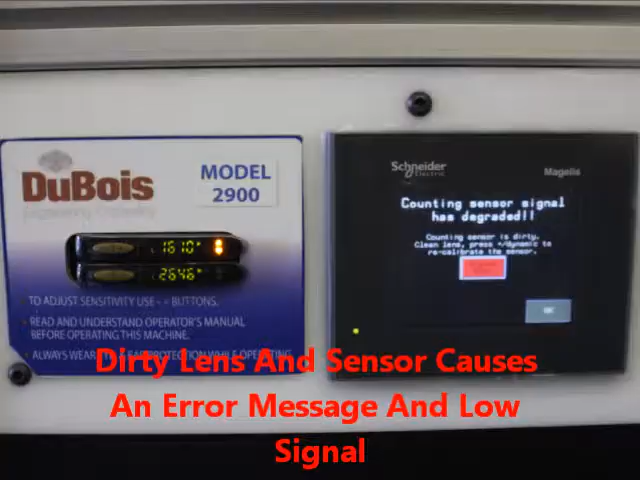 DuBois
MODEL
2900
1610
2646
TO ADJUST SENSITIVITY USE - + BUTTONS.
READ AND UNDERSTAND OPERATOR'S MANUAL
BEFORE OPERATING THIS MACHINE.
ALWAYS WEAR PROTECTION WHILE OPERATING
Schneider
Electric
Magelis
Counting sensor signal
has degraded!!
Counting sensor is dirty.
Clean lens, press +/dynamic to
re-calibrate the sensor.
OK
Dirty Lens And Sensor Causes
An Error Message And Low
Signal